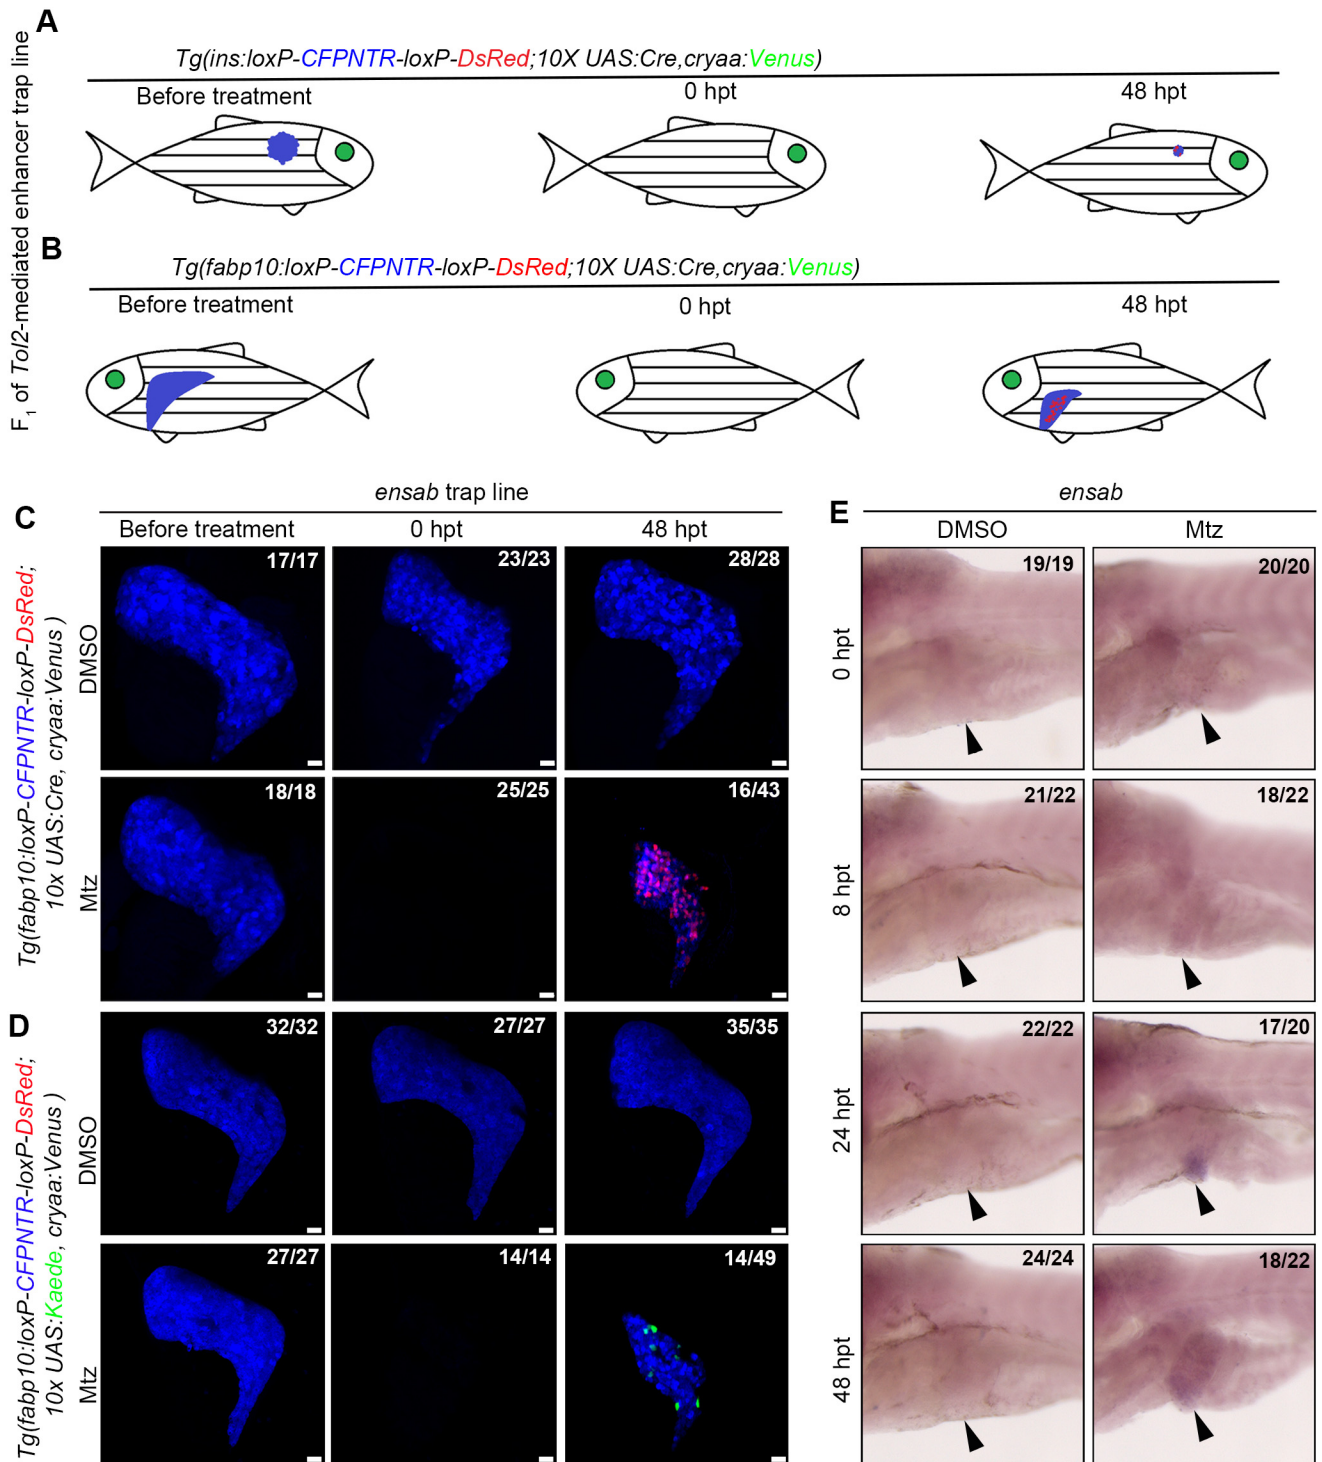 A
F1 of Tol2-mediated enhancer trap line
Tg(ins:loxP-CFPNTR-loxP-DsRed;10X UAS:Cre,cryaa:Venus)
Before treatment
0 hpt
48 hpt
B
Tg(fabp10:loxP-CFPNTR-loxP-DsRed;10X UAS:Cre,cryaa:Venus)
Before treatment
0 hpt
48 hpt
C
ensab trap line
Before treatment
0 hpt
48 hpt
Tg(fabp10:loxP-CFPNTR-loxP-DsRed;
10x UAS:Cre, cryaa:Venus )
DMSO
17/17
23/23
28/28
Mtz
18/18
25/25
16/43
D
Tg(fabp10:loxP-CFPNTR-loxP-DsRed;
10x UAS:Kaede, cryaa:Venus )
DMSO
32/32
27/27
35/35
Mtz
27/27
14/14
14/49
E
ensab
DMSO
Mtz
0 hpt
19/19
20/20
8 hpt
21/22
18/22
24 hpt
22/22
17/20
48 hpt
24/24
18/22